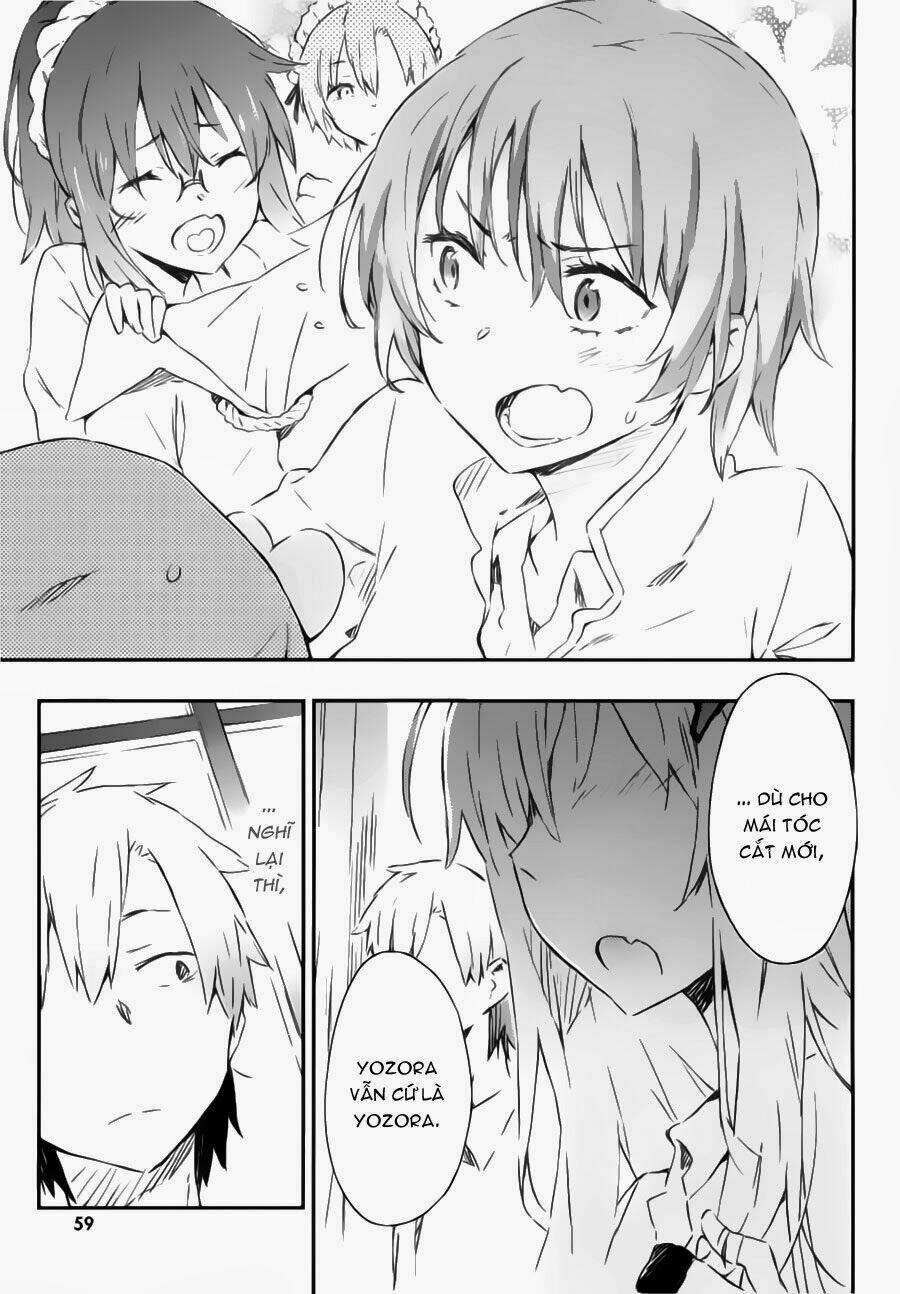 ... DÙ CHO
MÁI TÓC
CẮT MỚI,
YOZORA
VẪN CỨ LÀ
YOZORA.
...
NGHĨ
LẠI
THÌ,
59